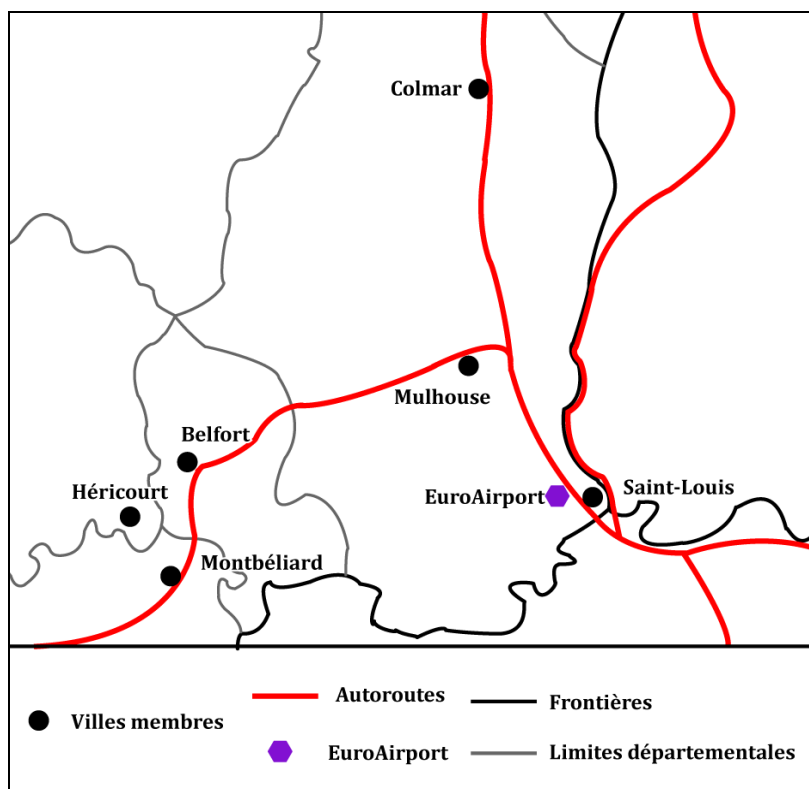 Colmar
Mulhouse
Belfort
Héricourt
EuroAirport
Saint-Louis
Montbéliard
Autoroutes
Frontières
Villes membres
EuroAirport
Limites départementales